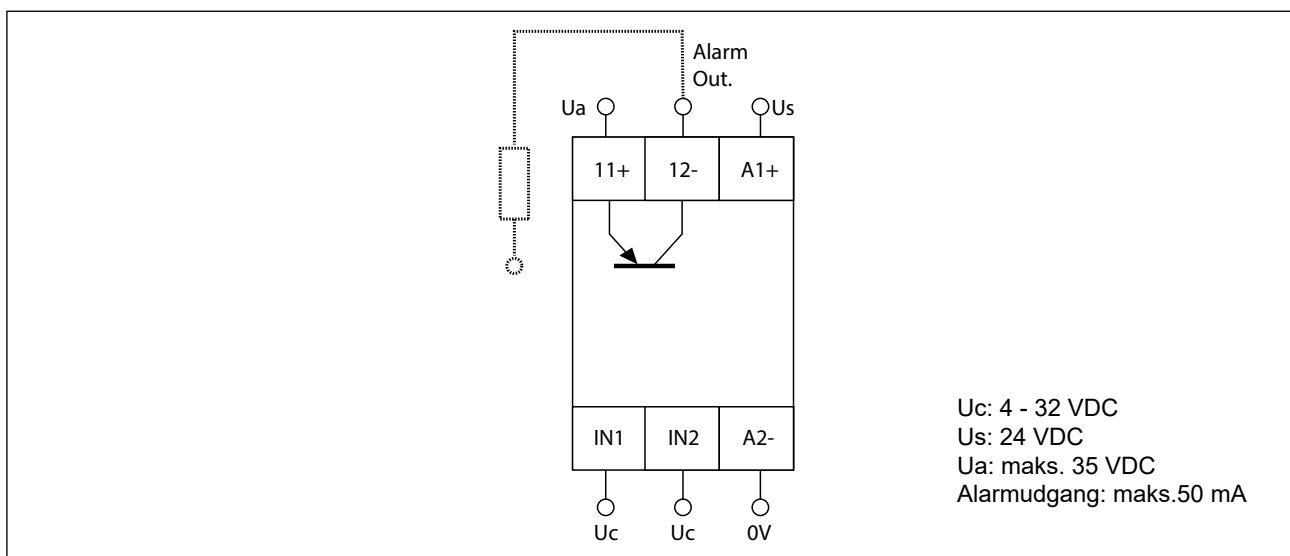 Alarm
Out.
Ua
Us
11+
12-
A1+
IN1
IN2
A2-
Uc
Uc
0V
Uc: 4 - 32 VDC
Us: 24 VDC
Ua: maks. 35 VDC
Alarmudgang: maks.50 mA